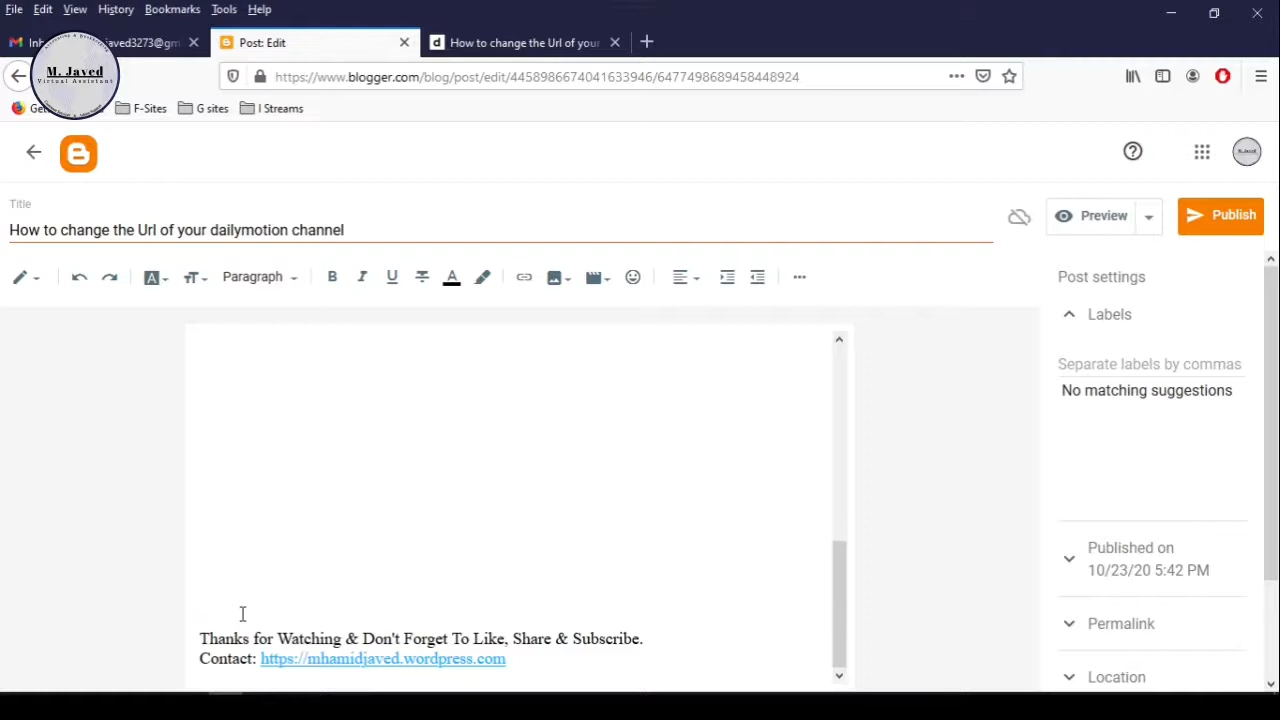 File Edit View History Bookmarks Tools Help
javed3273@gm
Post: Edit
How to change the Url of your
M. Javed
Virtual Assistant
https://www.blogger.com/blog/post/edit/4458986674041633946/6477498689458448924
F-Sites G sites I Streams
Title
How to change the Url of your dailymotion channel
Preview
Publish
Paragraph
Post settings
Labels
Separate labels by commas
No matching suggestions
Published on
10/23/20 5:42 PM
Permalink
Location
Thanks for Watching & Don't Forget To Like, Share & Subscribe.
Contact: https://mhamidjaved.wordpress.com